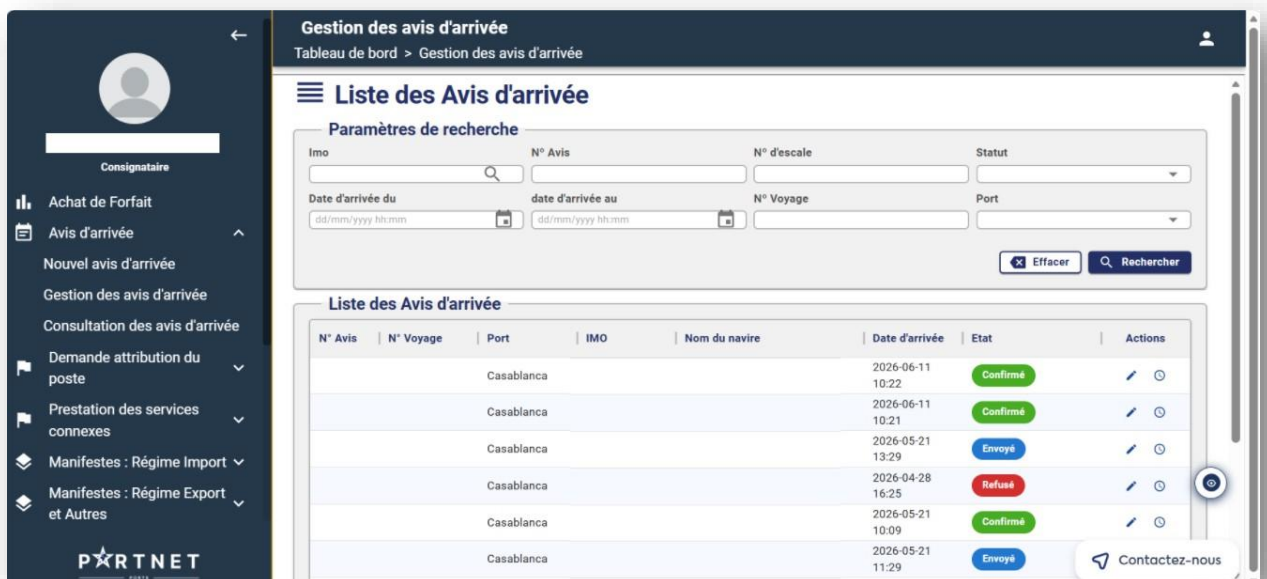 Gestion des avis d'arrivée
Tableau de bord > Gestion des avis d'arrivée
Consignataire
Achat de Forfait
Avis d'arrivée
Nouvel avis d'arrivée
Gestion des avis d'arrivée
Consultation des avis d'arrivée
Demande attribution du
poste
Prestation des services
connexes
Manifestes : Régime Import
Manifestes : Régime Export
et Autres
PORTNET
Liste des Avis d'arrivée
Paramètres de recherche
Imo N° Avis N° d'escale Statut
Date d'arrivée du date d'arrivée au N° Voyage Port
dd/mm/yyyy hh:mm dd/mm/yyyy hh:mm
Effacer Rechercher
Liste des Avis d'arrivée
N° Avis N° Voyage Port IMO Nom du navire Date d'arrivée Etat Actions
Casablanca 2026-06-11 10:22 Confirmé
Casablanca 2026-06-11 10:21 Confirmé
Casablanca 2026-05-21 13:29 Envoyé
Casablanca 2026-04-28 16:25 Refusé
Casablanca 2026-05-21 10:09 Confirmé
Casablanca 2026-05-21 11:29 Envoyé
Contactez-nous